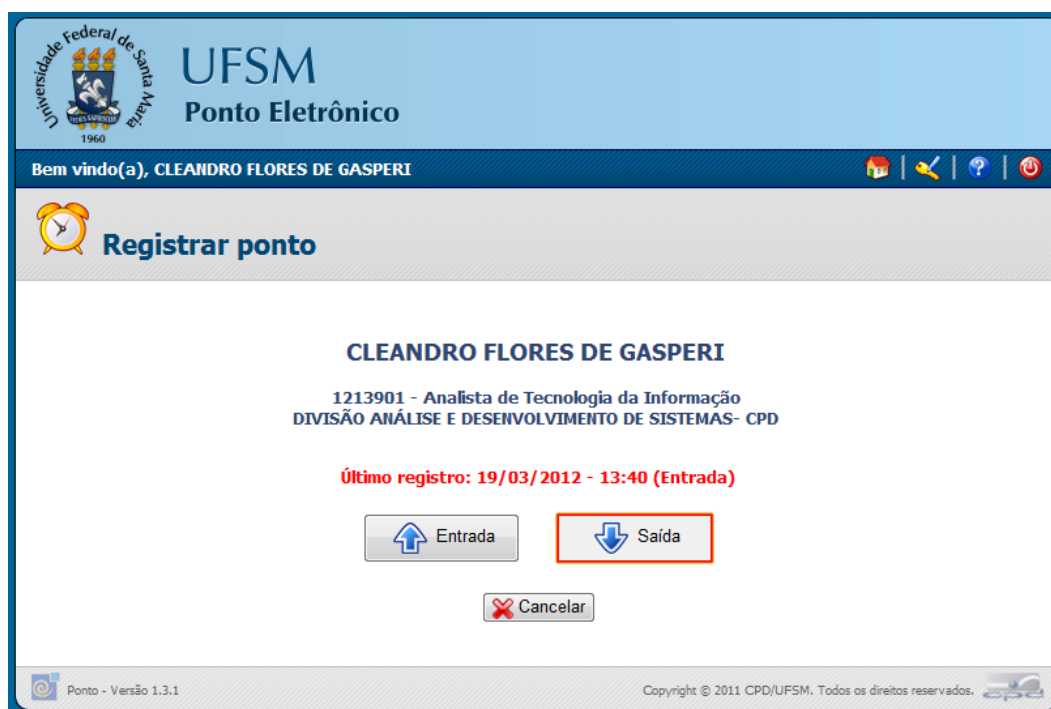 Universidade Federal de Santa Maria
1960
UFSM
Ponto Eletrônico
Bem vindo(a), CLEANDRO FLORES DE GASPERI
Registrar ponto
CLEANDRO FLORES DE GASPERI
1213901 - Analista de Tecnologia da Informação
DIVISÃO ANÁLISE E DESENVOLVIMENTO DE SISTEMAS- CPD
Último registro: 19/03/2012 - 13:40 (Entrada)
Entrada
Saída
Cancelar
Ponto - Versão 1.3.1
Copyright © 2011 CPD/UFSM. Todos os direitos reservados.